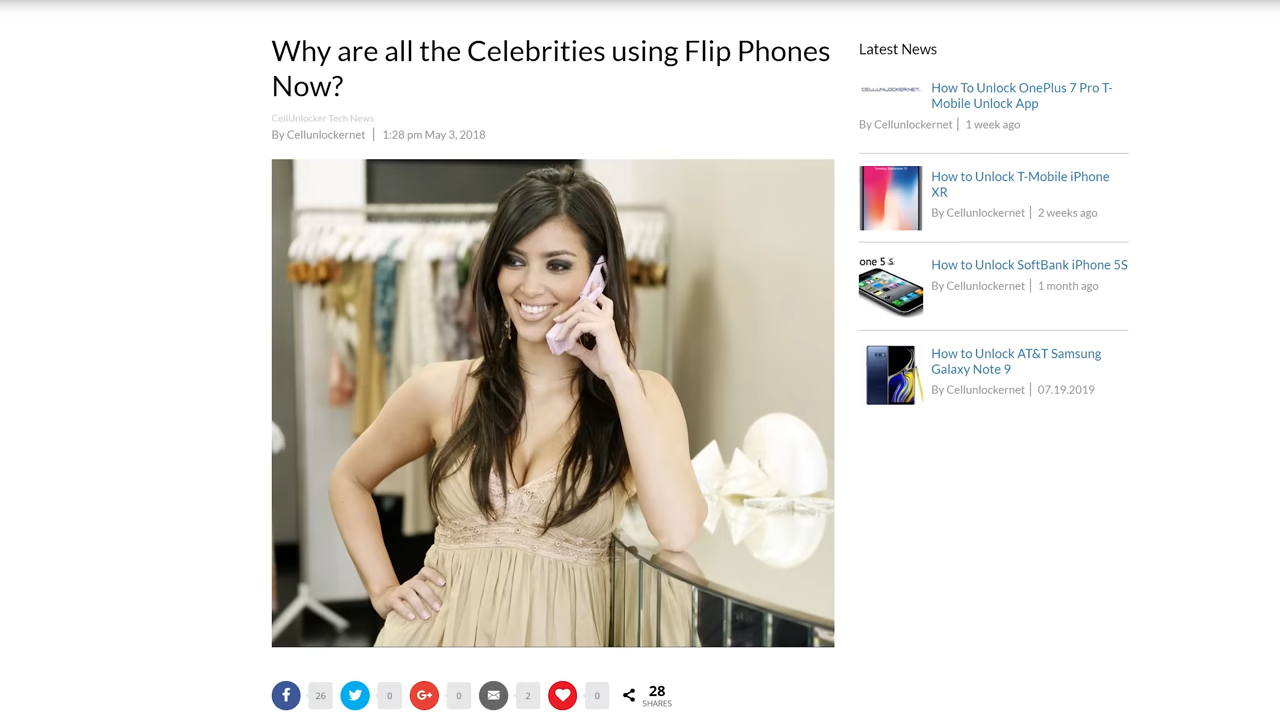 Why are all the Celebrities using Flip Phones
Now?
CellUnlocker Tech News
By Cellunlockernet | 1:28 pm May 3, 2018
26
0
0
2
0
28
SHARES
Latest News
CELLUNLOCKER.NET
How To Unlock OnePlus 7 Pro T-
Mobile Unlock App
By Cellunlockernet | 1 week ago
How to Unlock T-Mobile iPhone
XR
By Cellunlockernet | 2 weeks ago
one 5 s
How to Unlock SoftBank iPhone 5S
By Cellunlockernet | 1 month ago
How to Unlock AT&T Samsung
Galaxy Note 9
By Cellunlockernet | 07.19.2019